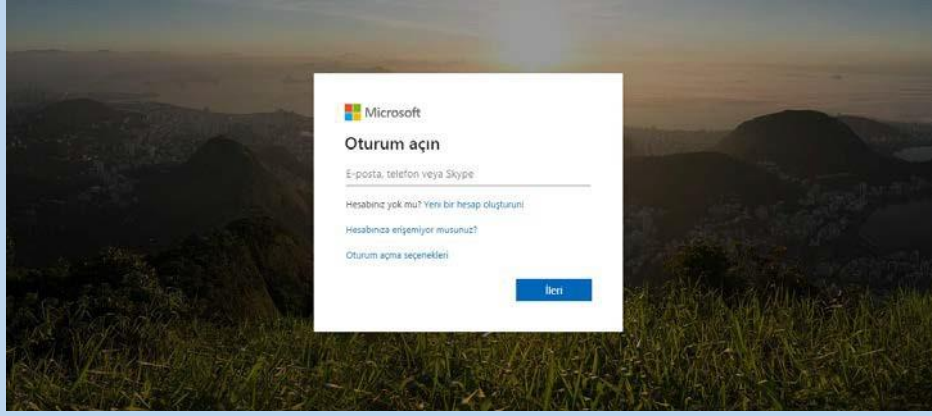 Microsoft
Oturum açın
E-posta, telefon veya Skype
Hesabınız yok mu? Yeni bir hesap oluşturun!
Hesabınıza erişemiyor musunuz?
Oturum açma seçenekleri
İleri